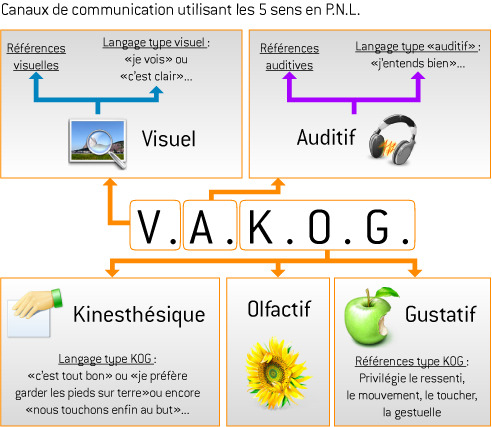 Canaux de communication utilisant les 5 sens en P.N.L.
Références
visuelles
Langage type visuel :
«je vois» ou
«c'est clair»...
Visuel
Références
auditives
Langage type «auditif» :
«j'entends bien»...
Auditif
V.A.K.O.G.
Kinesthésique
Langage type KOG :
«c'est tout bon» ou «je préfère
garder les pieds sur terre»ou encore
«nous touchons enfin au but»...
Olfactif
Gustatif
Références type KOG :
Privilégie le ressenti,
le mouvement, le toucher,
la gestuelle